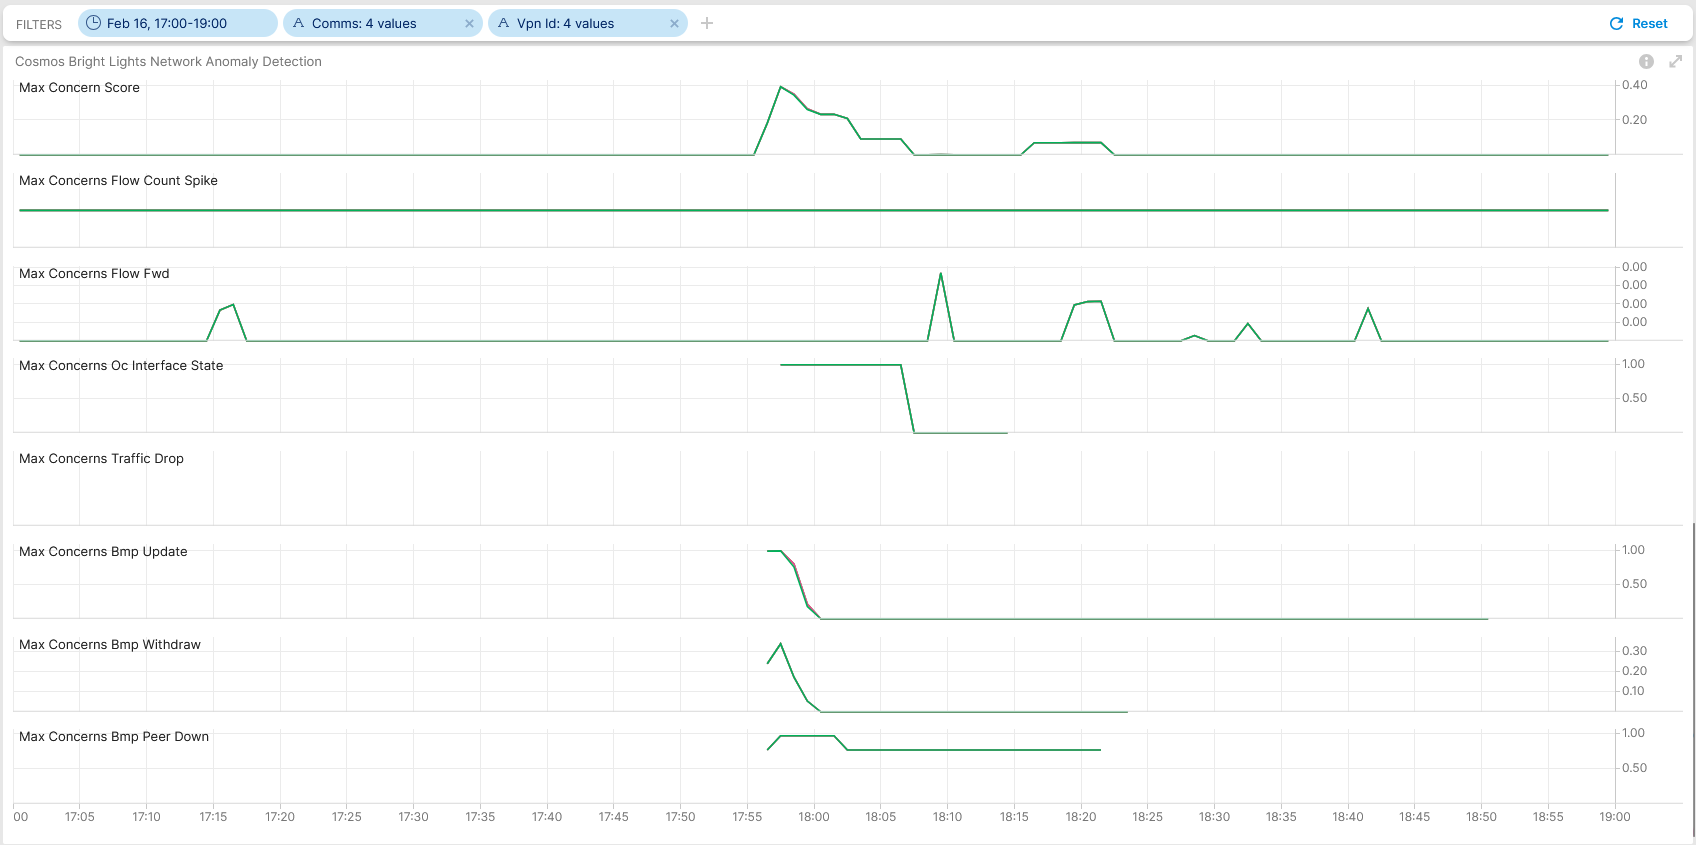 FILTERS Feb 16, 17:00-19:00 Comms: 4 values Vpn Id: 4 values Reset
Cosmos Bright Lights Network Anomaly Detection
Max Concern Score
0.40
0.20
Max Concerns Flow Count Spike
Max Concerns Flow Fwd
0.00
0.00
0.00
0.00
Max Concerns Oc Interface State
1.00
0.50
Max Concerns Traffic Drop
Max Concerns Bmp Update
1.00
0.50
Max Concerns Bmp Withdraw
0.30
0.20
0.10
Max Concerns Bmp Peer Down
1.00
0.50
00 17:05 17:10 17:15 17:20 17:25 17:30 17:35 17:40 17:45 17:50 17:55 18:00 18:05 18:10 18:15 18:20 18:25 18:30 18:35 18:40 18:45 18:50 18:55 19:00